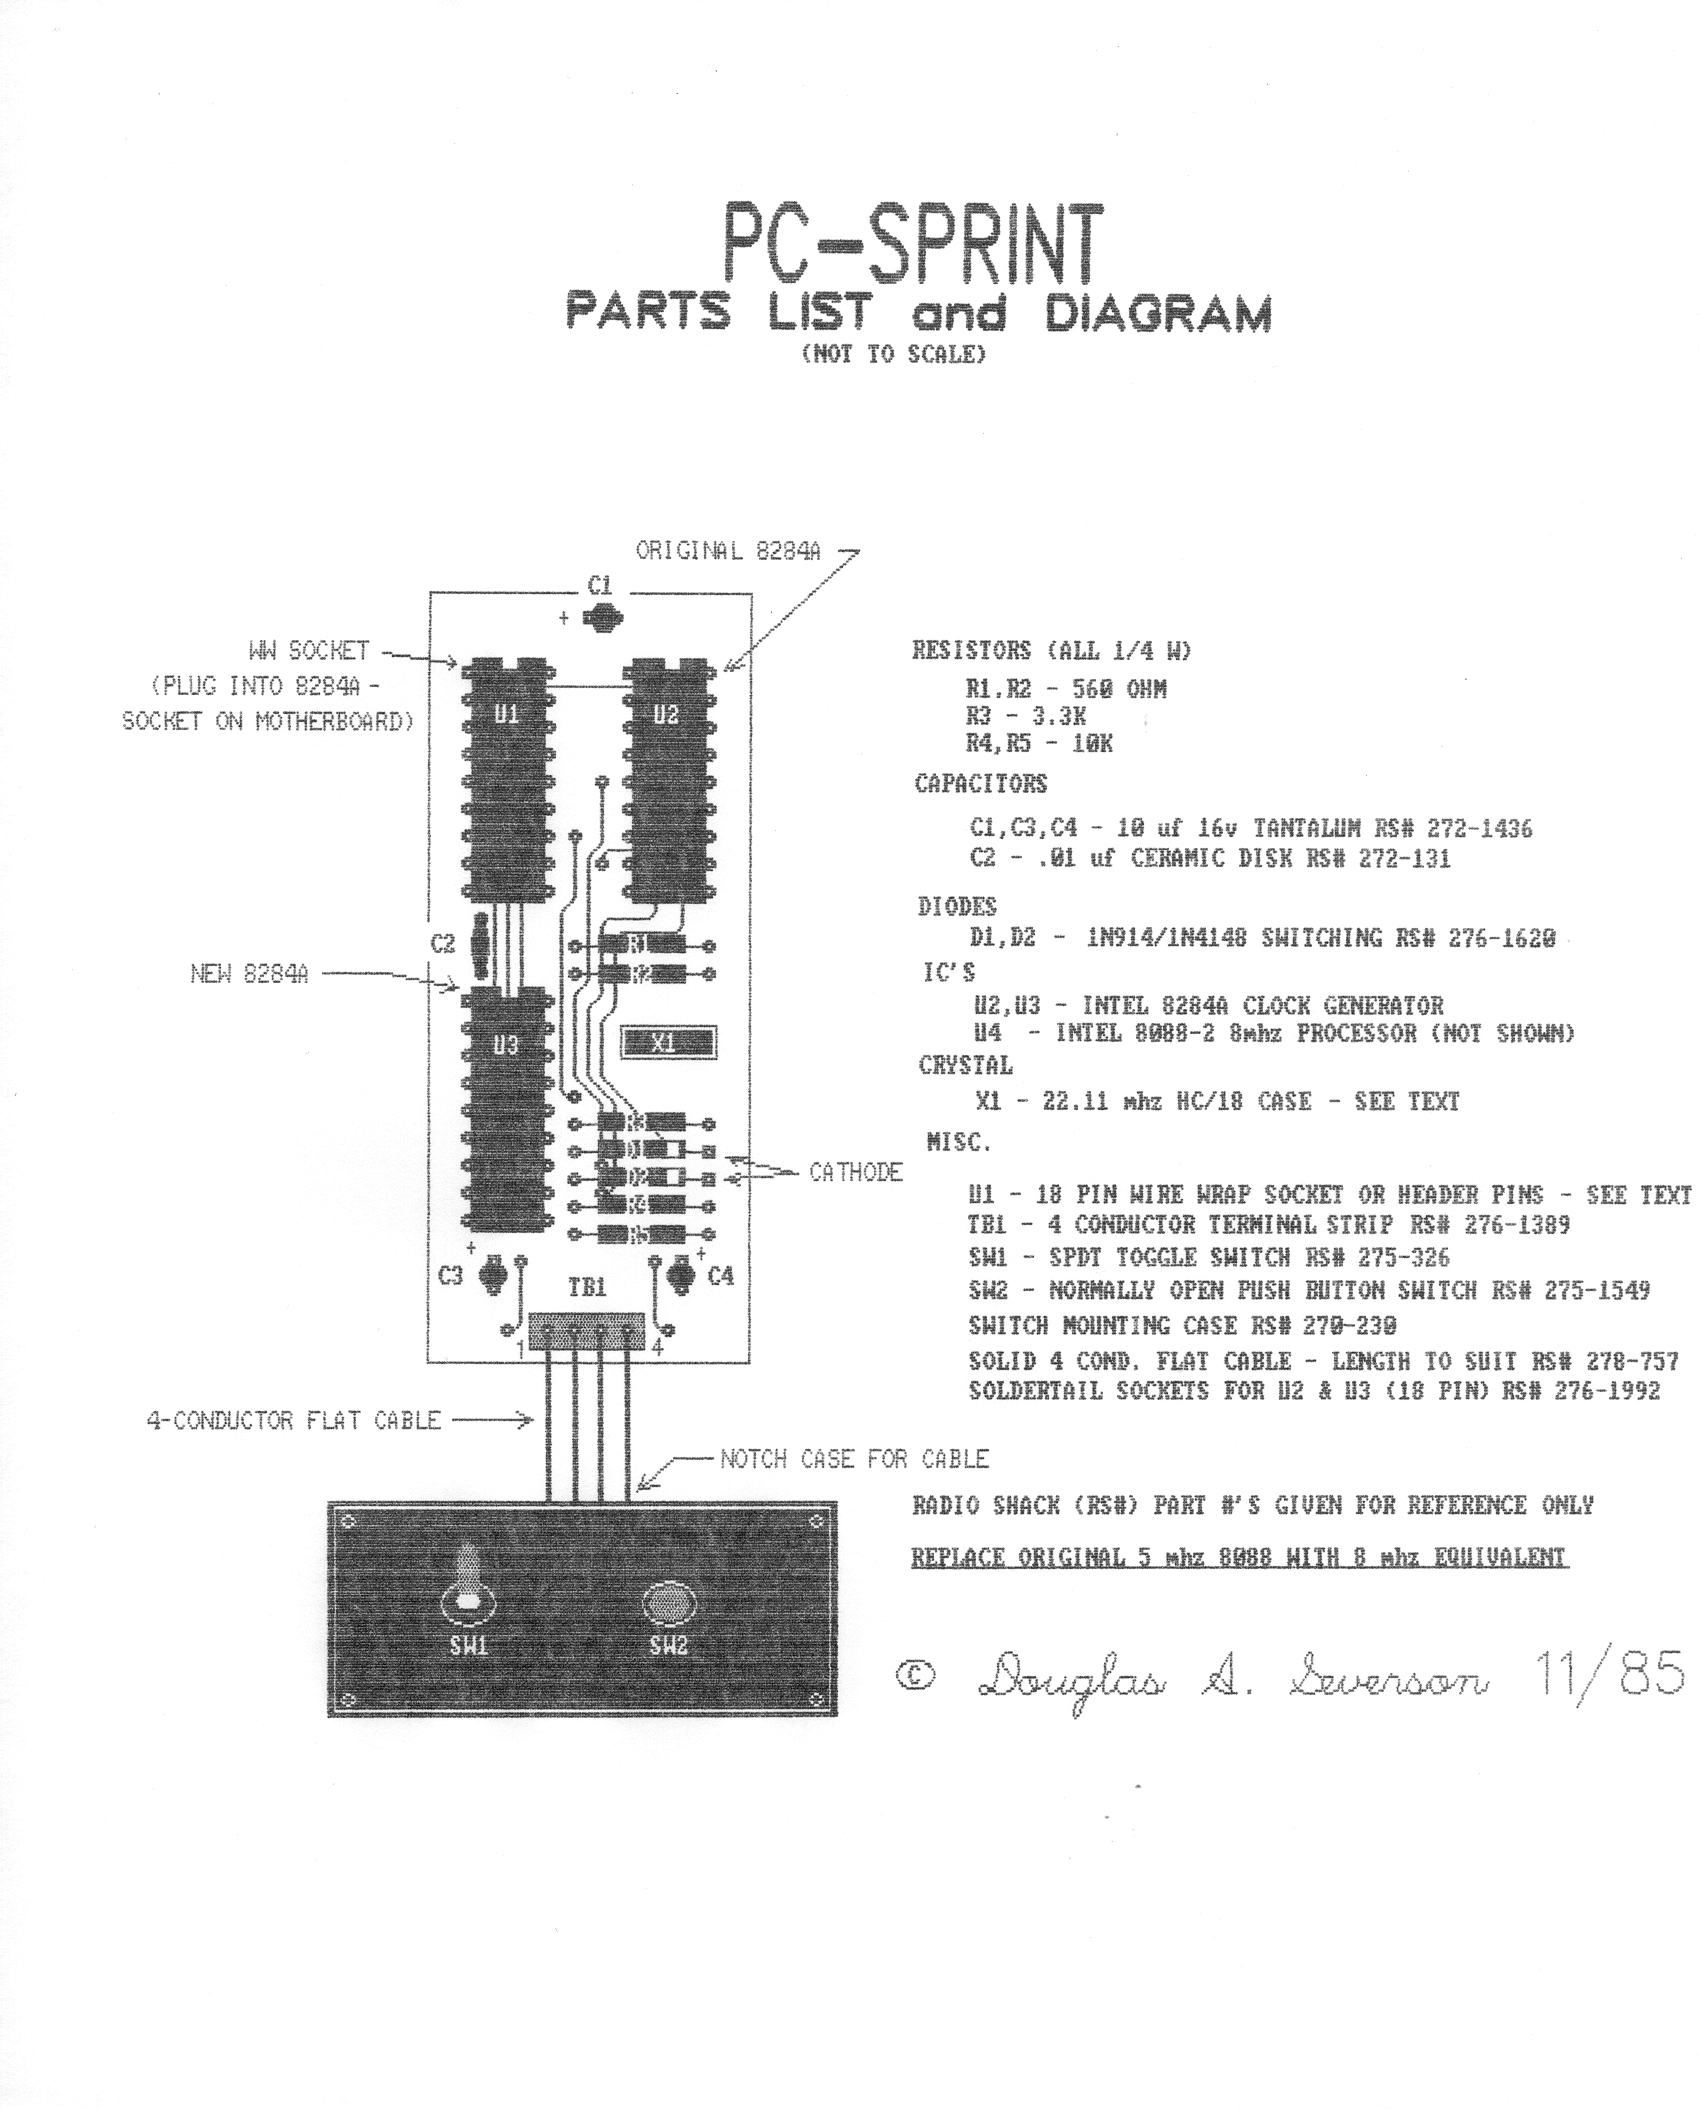 PC-SPRINT
PARTS LIST and DIAGRAM
(NOT TO SCALE)
ORIGINAL 8284A
C1
+
WW SOCKET
(PLUG INTO 8284A -
SOCKET ON MOTHERBOARD)
U1
U2
C2
R1
R2
NEW 8284A
U3
X1
D1
D2
CATHODE
+
+
C3
C4
TB1
1
4
4-CONDUCTOR FLAT CABLE
NOTCH CASE FOR CABLE
SW1
SW2
RESISTORS (ALL 1/4 W)
R1.R2 - 560 OHM
R3 - 3.3K
R4,R5 - 10K
CAPACITORS
C1,C3,C4 - 10 uf 16v TANTALUM RS# 272-1436
C2 - .01 uf CERAMIC DISK RS# 272-131
DIODES
D1,D2 - 1N914/1N4148 SWITCHING RS# 276-1620
IC'S
U2,U3 - INTEL 8284A CLOCK GENERATOR
U4 - INTEL 8088-2 8mhz PROCESSOR (NOT SHOWN)
CRYSTAL
X1 - 22.11 mhz HC/18 CASE - SEE TEXT
MISC.
U1 - 18 PIN WIRE WRAP SOCKET OR HEADER PINS - SEE TEXT
TB1 - 4 CONDUCTOR TERMINAL STRIP RS# 276-1389
SW1 - SPDT TOGGLE SWITCH RS# 275-326
SW2 - NORMALLY OPEN PUSH BUTTON SWITCH RS# 275-1549
SWITCH MOUNTING CASE RS# 270-230
SOLID 4 COND. FLAT CABLE - LENGTH TO SUIT RS# 278-757
SOLDERTAIL SOCKETS FOR U2 & U3 (18 PIN) RS# 276-1992
RADIO SHACK (RS#) PART #'S GIVEN FOR REFERENCE ONLY
REPLACE ORIGINAL 5 mhz 8088 WITH 8 mhz EQUIVALENT
© Douglas A. Severson 11/85